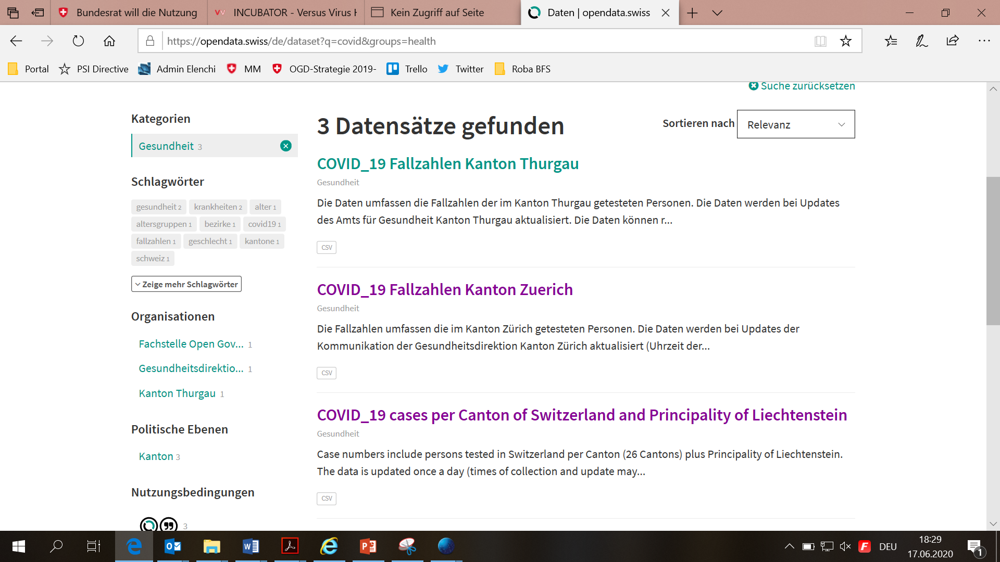 Bundesrat will die Nutzung
INCUBATOR - Versus Virus H
Kein Zugriff auf Seite
Daten | opendata.swiss
https://opendata.swiss/de/dataset?q=covid&groups=health
Portal
PSI Directive
Admin Elenchi
MM
OGD-Strategie 2019-
Trello
Twitter
Roba BFS
Suche zurücksetzen
Kategorien
Gesundheit 3
Schlagwörter
gesundheit 2 krankheiten 2 alter 1
altersgruppen 1 bezirke 1 covid19 1
fallzahlen 1 geschlecht 1 kantone 1
schweiz 1
Zeige mehr Schlagwörter
Organisationen
Fachstelle Open Gov... 1
Gesundheitsdirektio... 1
Kanton Thurgau 1
Politische Ebenen
Kanton 3
Nutzungsbedingungen
3
3 Datensätze gefunden
Sortieren nach Relevanz
COVID_19 Fallzahlen Kanton Thurgau
Gesundheit
Die Daten umfassen die Fallzahlen der im Kanton Thurgau getesteten Personen. Die Daten werden bei Updates
des Amts für Gesundheit Kanton Thurgau aktualisiert. Die Daten können r...
CSV
COVID_19 Fallzahlen Kanton Zuerich
Gesundheit
Die Fallzahlen umfassen die im Kanton Zürich getesteten Personen. Die Daten werden bei Updates der
Kommunikation der Gesundheitsdirektion Kanton Zürich aktualisiert (Uhrzeit der...
CSV
COVID_19 cases per Canton of Switzerland and Principality of Liechtenstein
Gesundheit
Case numbers include persons tested in Switzerland per Canton (26 Cantons) plus Principality of Liechtenstein.
The data is updated once a day (times of collection and update may...
CSV
DEU
18:29
17.06.2020
1